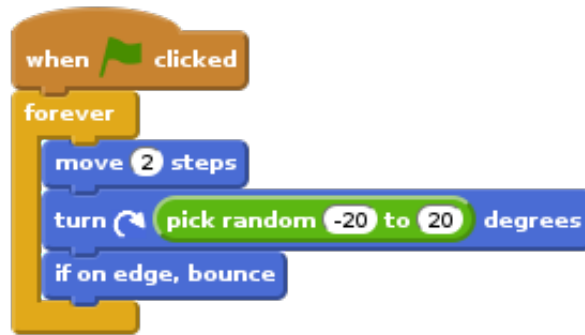 when clicked
forever
move 2 steps
turn pick random -20 to 20 degrees
if on edge, bounce